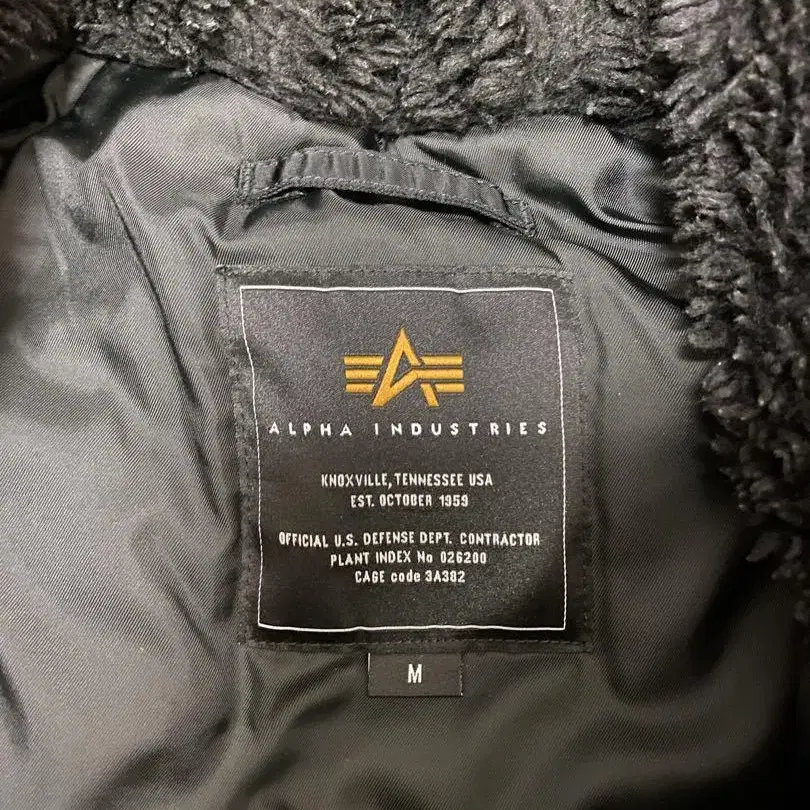 ALPHA INDUSTRIES
KNOXVILLE, TENNESSEE USA
EST. OCTOBER 1959
OFFICIAL U.S. DEFENSE DEPT. CONTRACTOR
PLANT INDEX No 026200
CAGE code 3A382
M